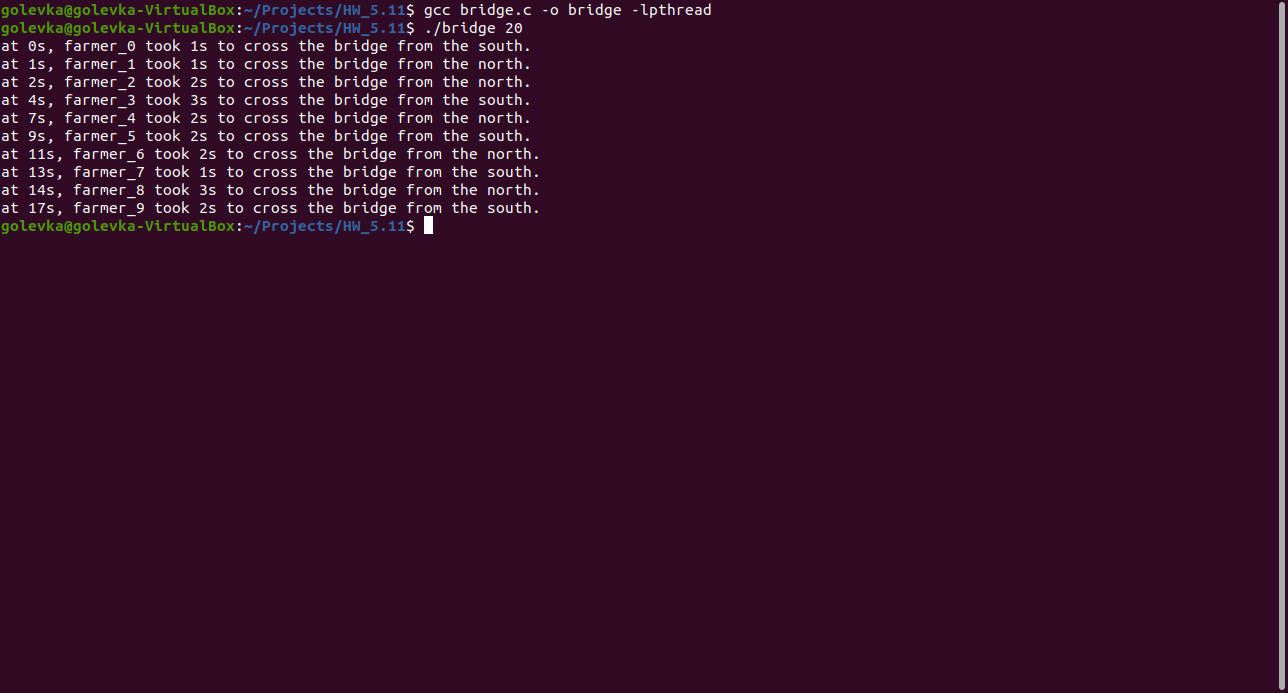 golevka@golevka-VirtualBox:~/Projects/HW_5.11$ gcc bridge.c -o bridge -lpthread
golevka@golevka-VirtualBox:~/Projects/HW_5.11$ ./bridge 20
at 0s, farmer_0 took 1s to cross the bridge from the south.
at 1s, farmer_1 took 1s to cross the bridge from the north.
at 2s, farmer_2 took 2s to cross the bridge from the north.
at 4s, farmer_3 took 3s to cross the bridge from the south.
at 7s, farmer_4 took 2s to cross the bridge from the north.
at 9s, farmer_5 took 2s to cross the bridge from the south.
at 11s, farmer_6 took 2s to cross the bridge from the north.
at 13s, farmer_7 took 1s to cross the bridge from the south.
at 14s, farmer_8 took 3s to cross the bridge from the north.
at 17s, farmer_9 took 2s to cross the bridge from the south.
golevka@golevka-VirtualBox:~/Projects/HW_5.11$